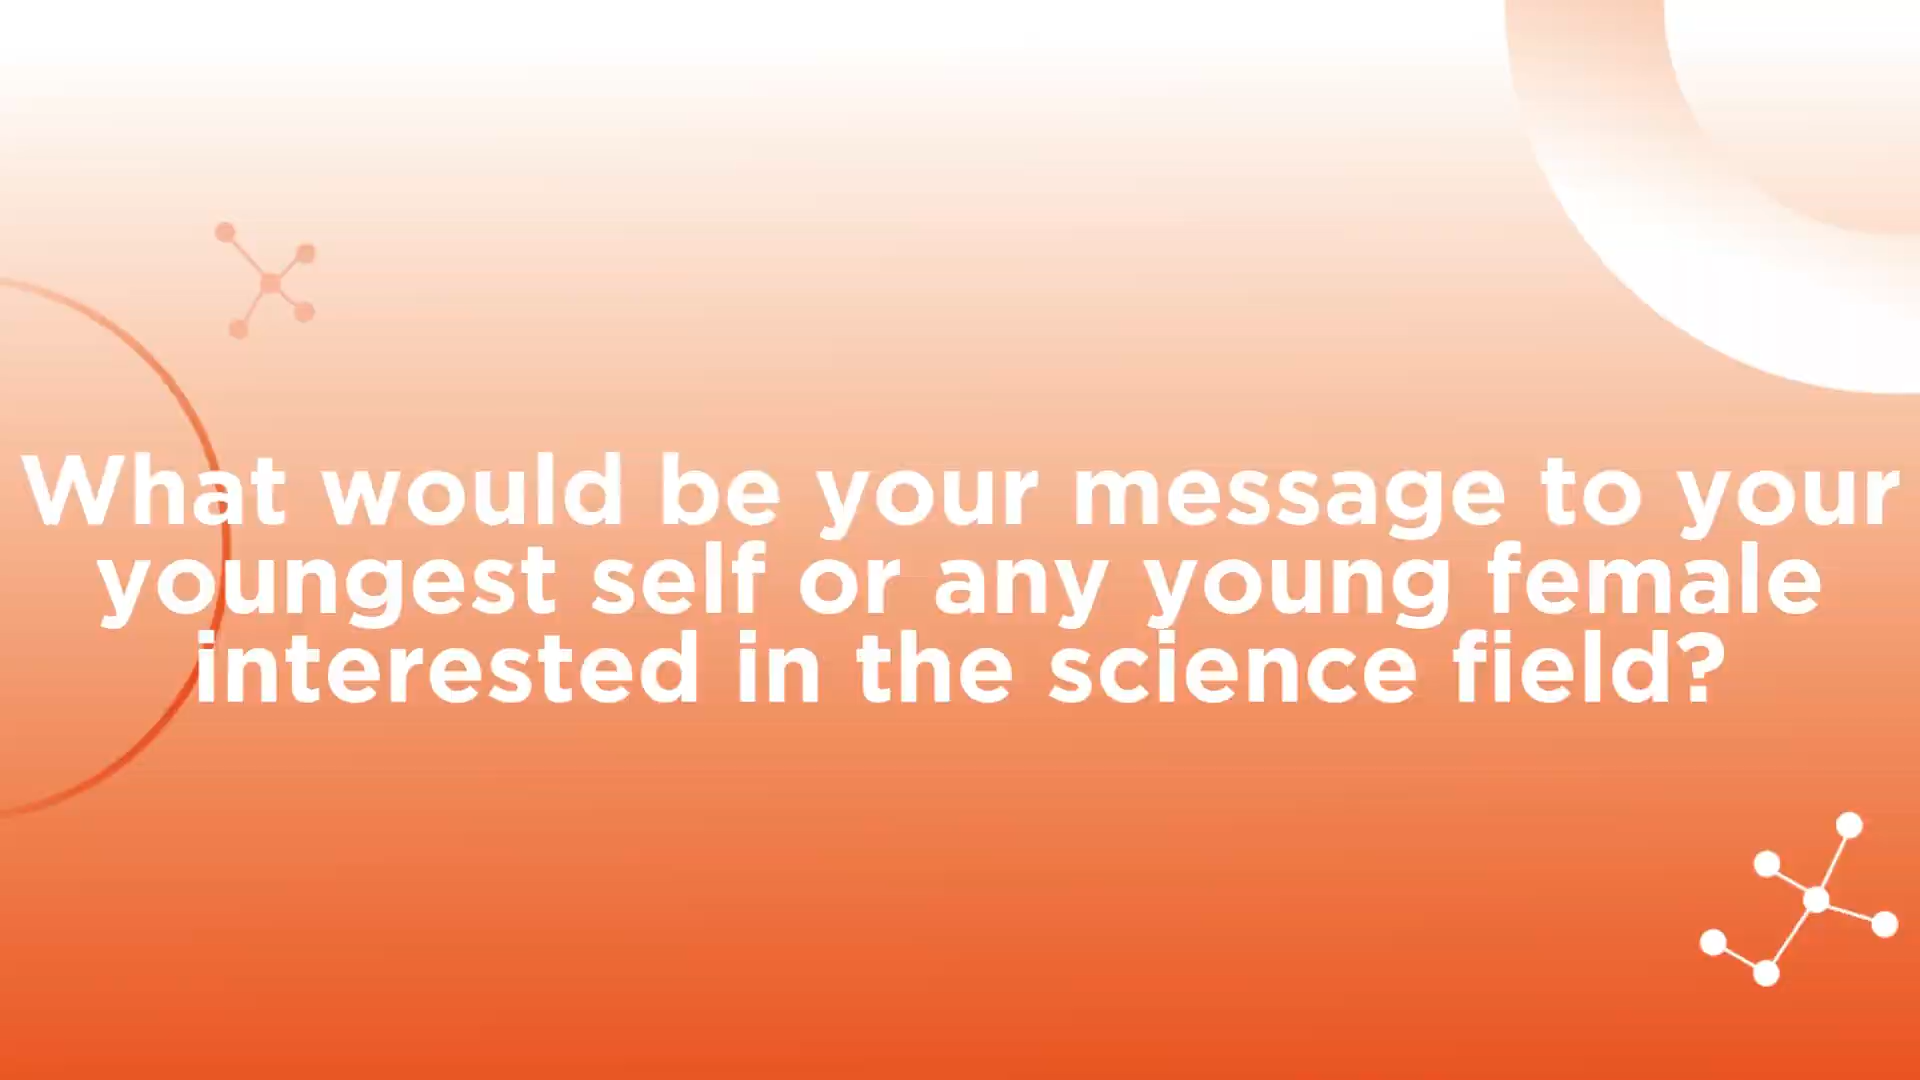 What would be your message to your
youngest self or any young female
interested in the science field?